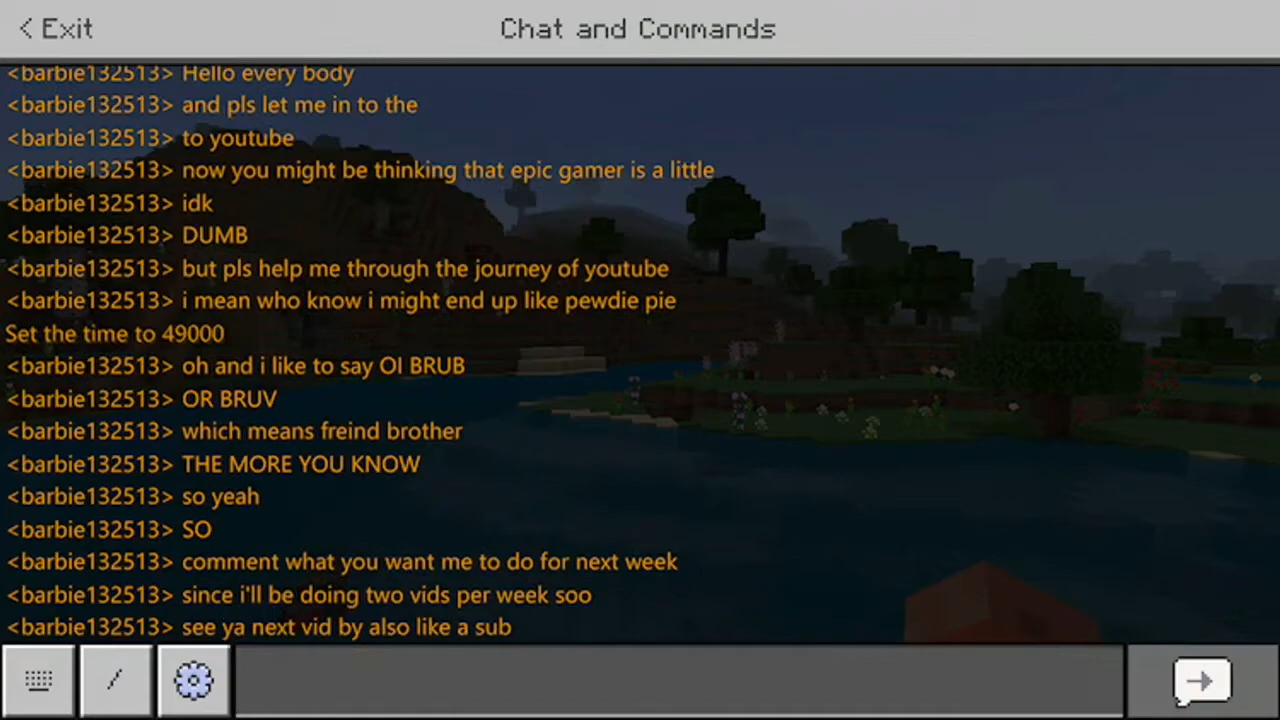 Exit
Chat and Commands
<barbie132513> Hello every body
<barbie132513> and pls let me in to the
<barbie132513> to youtube
<barbie132513> now you might be thinking that epic gamer is a little
<barbie132513> idk
<barbie132513> DUMB
<barbie132513> but pls help me through the journey of youtube
<barbie132513> i mean who know i might end up like pewdie pie
Set the time to 49000
<barbie132513> oh and i like to say OI BRUB
<barbie132513> OR BRUV
<barbie132513> which means freind brother
<barbie132513> THE MORE YOU KNOW
<barbie132513> so yeah
<barbie132513> SO
<barbie132513> comment what you want me to do for next week
<barbie132513> since i'll be doing two vids per week soo
<barbie132513> see ya next vid by also like a sub
/